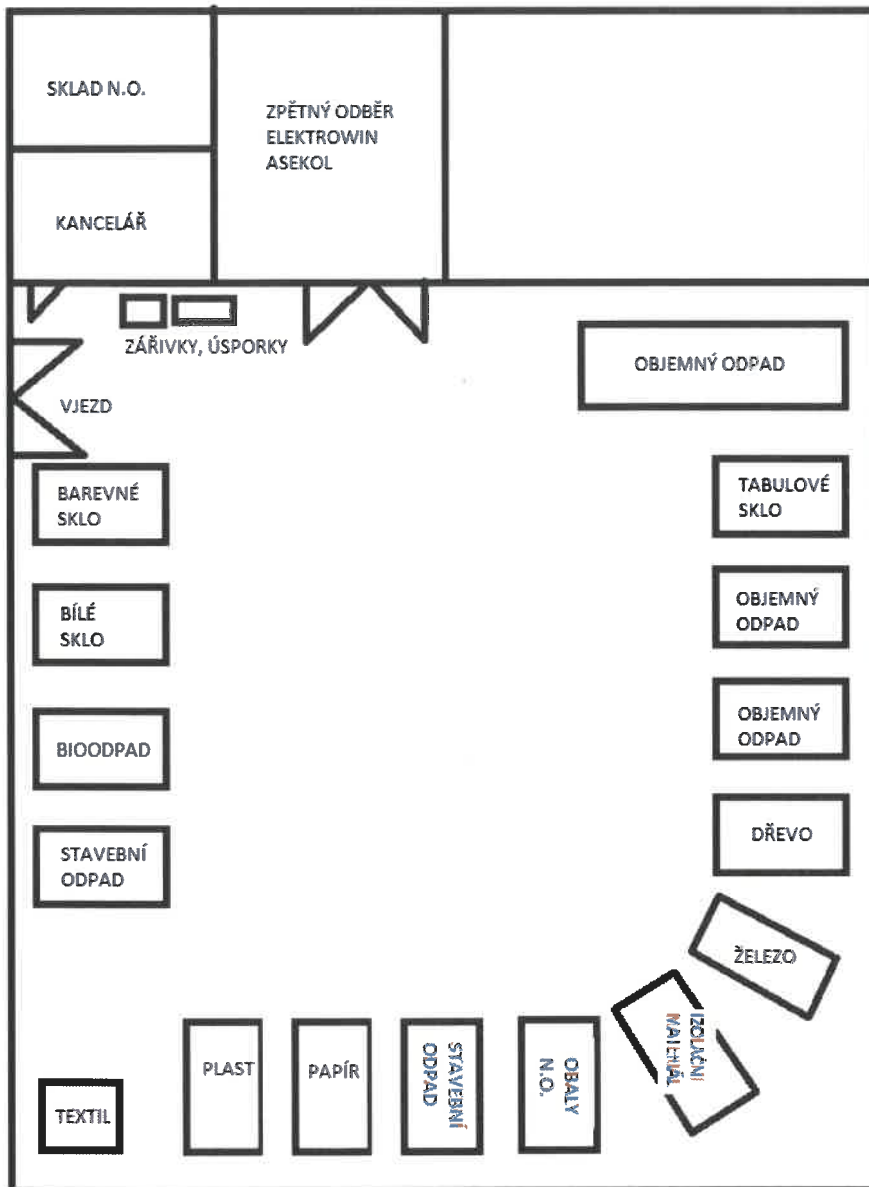 SKLAD N.O.
ZPĚTNÝ ODBĚR
ELEKTROWIN
ASEKOL
KANCELÁŘ
ZÁŘIVKY, ÚSPORKY
OBJEMNÝ ODPAD
VJEZD
BAREVNÉ
SKLO
TABULOVÉ
SKLO
BÍLÉ
SKLO
OBJEMNÝ
ODPAD
BIOODPAD
OBJEMNÝ
ODPAD
STAVEBNÍ
ODPAD
DŘEVO
ŽELEZO
IZOLAČNÍ
MATERIÁL
PLAST
PAPÍR
STAVEBNÍ
ODPAD
OBALY
N.O.
TEXTIL